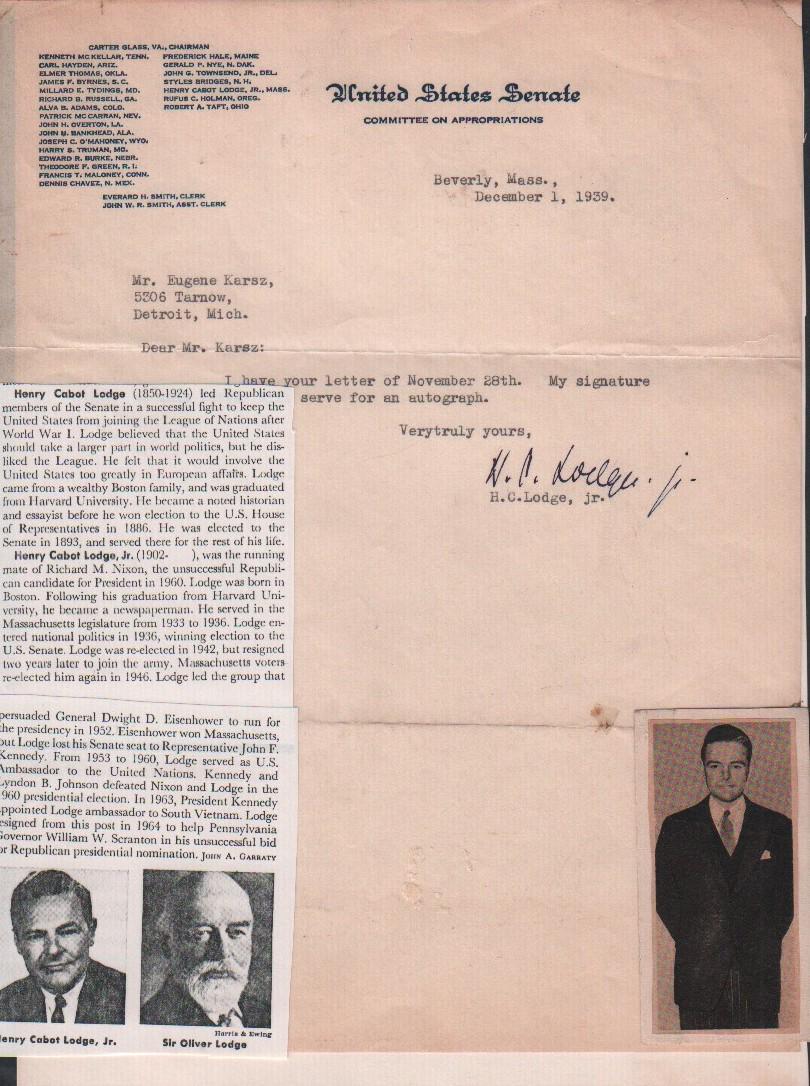 CARTER GLASS, VA., CHAIRMAN
KENNETH MC KELLAR, TENN.
CARL HAYDEN, ARIZ.
ELMER THOMAS, OKLA.
JAMES F. BYRNES, S. C.
MILLARD E. TYDINGS, MD.
RICHARD B. RUSSELL, GA.
ALVA B. ADAMS, COLO.
PATRICK MC CARRAN, NEV.
JOHN H. OVERTON, LA.
JOHN H. BANKHEAD, ALA.
JOSEPH C. O'MAHONEY, WYO.
HARRY S. TRUMAN, MO.
EDWARD R. BURKE, NEBR.
THEODORE F. GREEN, R. I.
FRANCIS T. MALONEY, CONN.
DENNIS CHAVEZ, N. MEX.
FREDERICK HALE, MAINE
GERALD P. NYE, N. DAK.
JOHN G. TOWNSEND, JR., DEL.
STYLES BRIDGES, N. H.
HENRY CABOT LODGE, JR., MASS.
RUFUS C. HOLMAN, OREG.
ROBERT A. TAFT, OHIO
EVERARD H. SMITH, CLERK
JOHN W. R. SMITH, ASST. CLERK
United States Senate
COMMITTEE ON APPROPRIATIONS
Beverly, Mass.,
December 1, 1939.
Mr. Eugene Karsz,
5306 Tarnow,
Detroit, Mich.
Dear Mr. Karsz:
I have your letter of November 28th. My signature
serve for an autograph.
Verytruly yours,
H. C. Lodge. jr.
H.C.Lodge, jr.
Henry Cabot Lodge (1850-1924) led Republican
members of the Senate in a successful fight to keep the
United States from joining the League of Nations after
World War I. Lodge believed that the United States
should take a larger part in world politics, but he dis-
liked the League. He felt that it would involve the
United States too greatly in European affairs. Lodge
came from a wealthy Boston family, and was graduated
from Harvard University. He became a noted historian
and essayist before he won election to the U.S. House
of Representatives in 1886. He was elected to the
Senate in 1893, and served there for the rest of his life.
Henry Cabot Lodge, Jr. (1902- ), was the running
mate of Richard M. Nixon, the unsuccessful Republi-
can candidate for President in 1960. Lodge was born in
Boston. Following his graduation from Harvard Uni-
versity, he became a newspaperman. He served in the
Massachusetts legislature from 1933 to 1936. Lodge en-
tered national politics in 1936, winning election to the
U.S. Senate. Lodge was re-elected in 1942, but resigned
two years later to join the army. Massachusetts voters
re-elected him again in 1946. Lodge led the group that
persuaded General Dwight D. Eisenhower to run for
the presidency in 1952. Eisenhower won Massachusetts,
but Lodge lost his Senate seat to Representative John F.
Kennedy. From 1953 to 1960, Lodge served as U.S.
Ambassador to the United Nations. Kennedy and
Lyndon B. Johnson defeated Nixon and Lodge in the
960 presidential election. In 1963, President Kennedy
ppointed Lodge ambassador to South Vietnam. Lodge
esigned from this post in 1964 to help Pennsylvania
Governor William W. Scranton in his unsuccessful bid
or Republican presidential nomination. JOHN A. GARRATY
Harris & Ewing
enry Cabot Lodge, Jr.
Sir Oliver Lodge